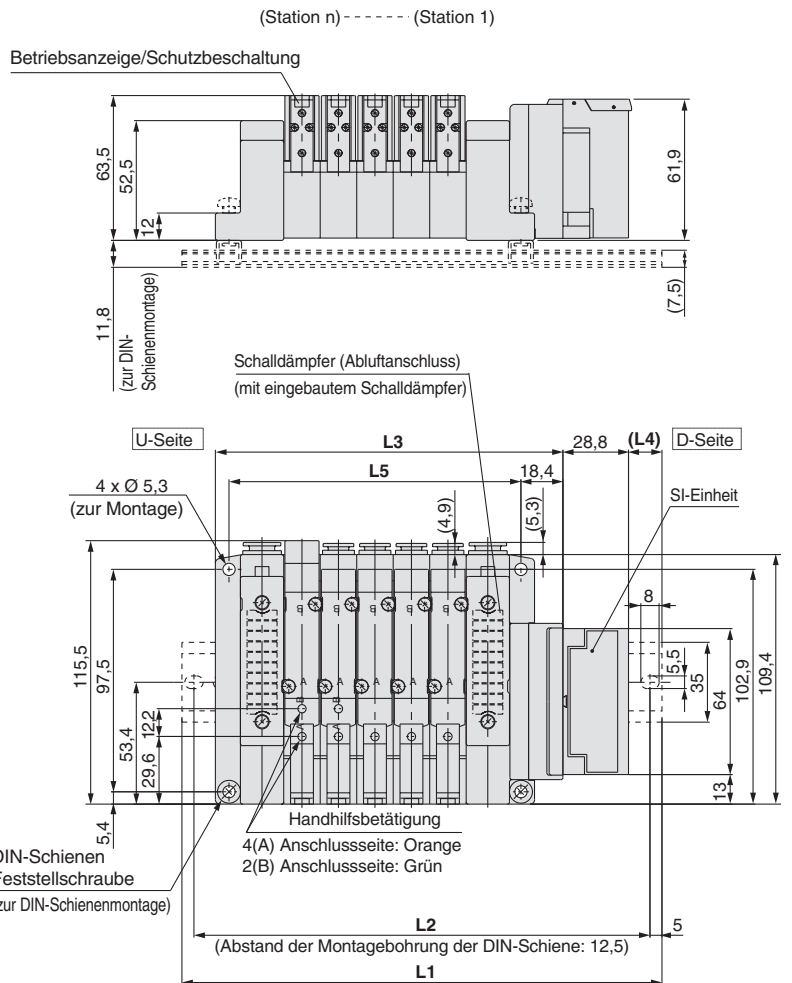 (Station n) ------- (Station 1)
Betriebsanzeige/Schutzbeschaltung
63,5
52,5
12
61,9
11,8
(zur DIN-
Schienenmontage)
(7,5)
Schalldämpfer (Abluftanschluss)
(mit eingebautem Schalldämpfer)
U-Seite
L3
28,8
(L4)
D-Seite
L5
18,4
4 x Ø 5,3
(zur Montage)
(4,9)
(5,3)
SI-Einheit
8
115,5
97,5
53,4
12,2
29,6
5,4
5,5
35
64
102,9
109,4
13
B
B
B
B
B
A
A
A
A
A
B
B
A
A
Handhilfsbetätigung
4(A) Anschlussseite: Orange
2(B) Anschlussseite: Grün
DIN-Schienen
Feststellschraube
(zur DIN-Schienenmontage)
L2
5
(Abstand der Montagebohrung der DIN-Schiene: 12,5)
L1